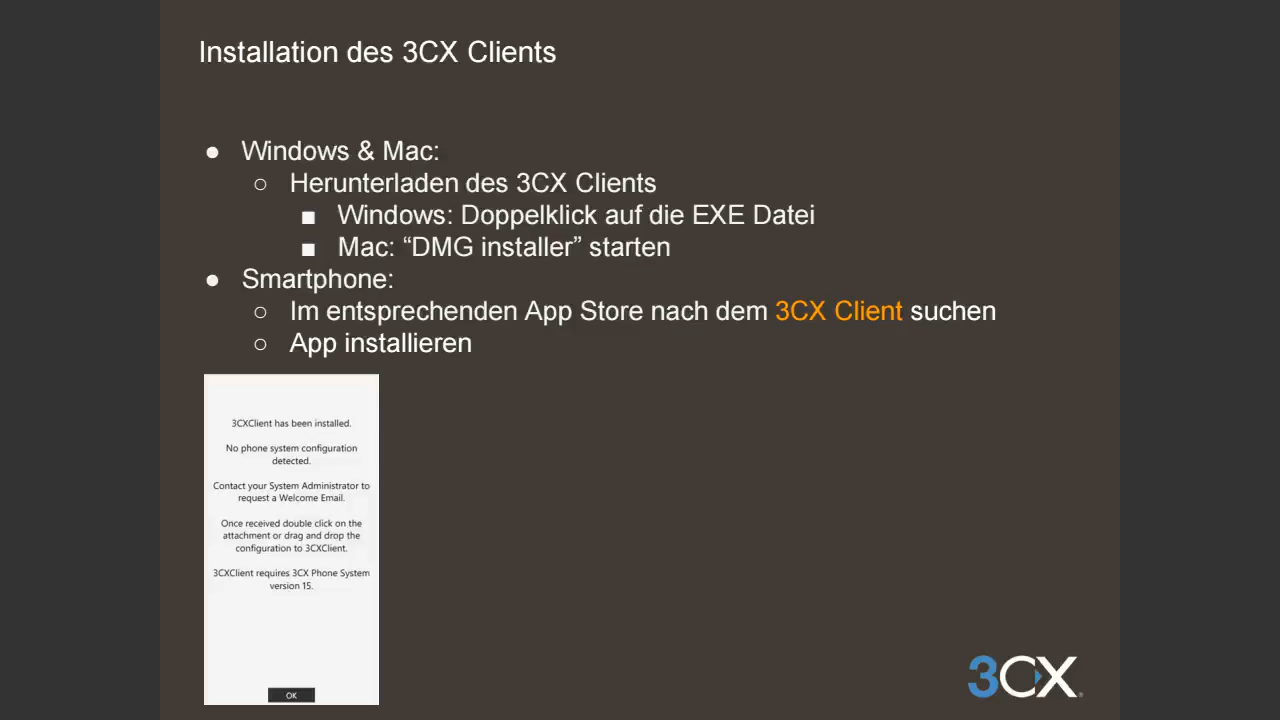 Installation des 3CX Clients
● Windows & Mac:
○ Herunterladen des 3CX Clients
■ Windows: Doppelklick auf die EXE Datei
■ Mac: “DMG installer” starten
● Smartphone:
○ Im entsprechenden App Store nach dem 3CX Client suchen
○ App installieren
3CXClient has been installed.
No phone system configuration
detected.
Contact your System Administrator to
request a Welcome Email.
Once received double click on the
attachment or drag and drop the
configuration to 3CXClient.
3CXClient requires 3CX Phone System
version 15.
OK
3CX